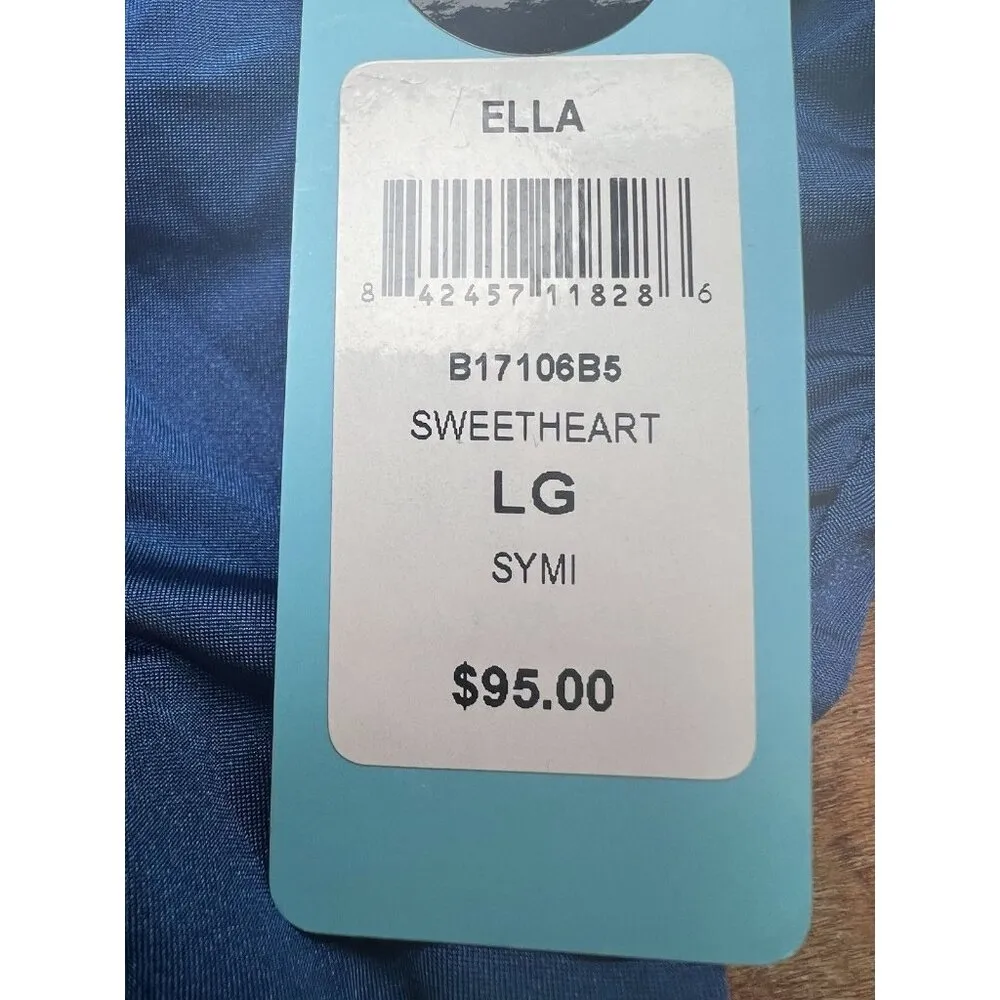 ELLA
8 42457 11828 6
B17106B5
SWEETHEART
LG
SYMI
$95.00